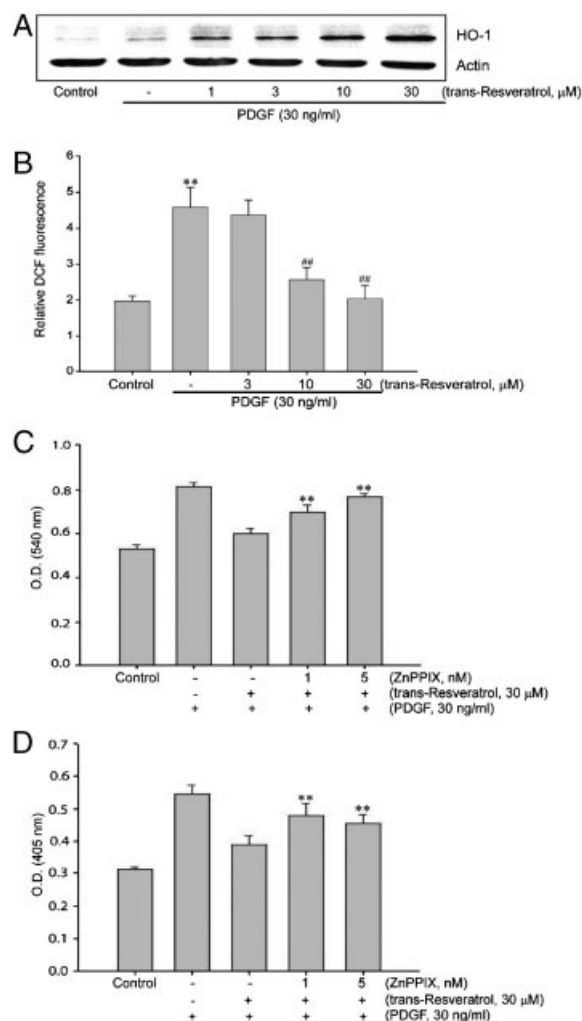 A
HO-1
Actin
Control - 1 3 10 30 (trans-Resveratrol, μM)
PDGF (30 ng/ml)
B
Relative DCF fluorescence
6
5
4
3
2
1
0
**
##
##
Control - 3 10 30 (trans-Resveratrol, μM)
PDGF (30 ng/ml)
C
O.D. (540 nm)
1.0
0.8
0.6
0.4
0.2
0.0
**
**
Control - - 1 5 (ZnPPIX, nM)
- + + + (trans-Resveratrol, 30 μM)
+ + + + (PDGF, 30 ng/ml)
D
O.D. (405 nm)
0.7
0.6
0.5
0.4
0.3
0.2
0.1
0.0
**
**
Control - - 1 5 (ZnPPIX, nM)
- + + + (trans-Resveratrol, 30 μM)
+ + + + (PDGF, 30 ng/ml)